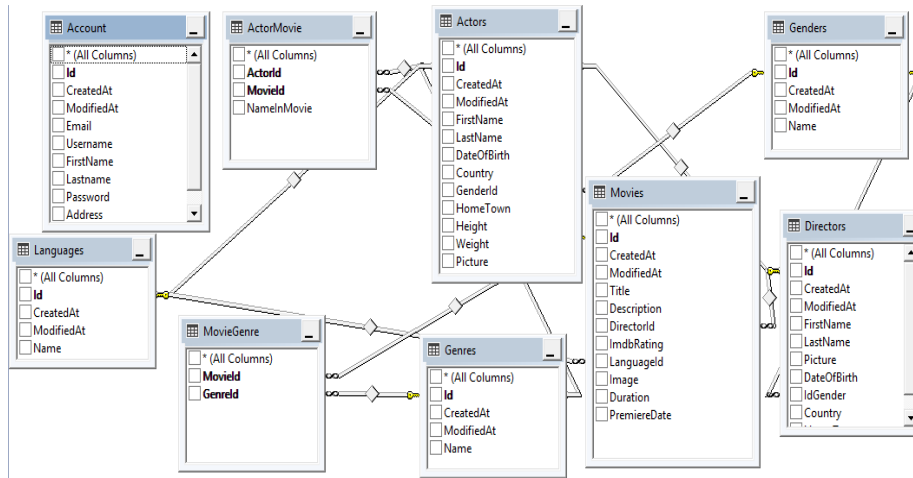 Account
* (All Columns)
Id
CreatedAt
ModifiedAt
Email
Username
FirstName
Lastname
Password
Address
ActorMovie
* (All Columns)
ActorId
MovieId
NameInMovie
Actors
* (All Columns)
Id
CreatedAt
ModifiedAt
FirstName
LastName
DateOfBirth
Country
GenderId
HomeTown
Height
Weight
Picture
Genders
* (All Columns)
Id
CreatedAt
ModifiedAt
Name
Languages
* (All Columns)
Id
CreatedAt
ModifiedAt
Name
MovieGenre
* (All Columns)
MovieId
GenreId
Genres
* (All Columns)
Id
CreatedAt
ModifiedAt
Name
Movies
* (All Columns)
Id
CreatedAt
ModifiedAt
Title
Description
DirectorId
ImdbRating
LanguageId
Image
Duration
PremiereDate
Directors
* (All Columns)
Id
CreatedAt
ModifiedAt
FirstName
LastName
Picture
DateOfBirth
IdGender
Country